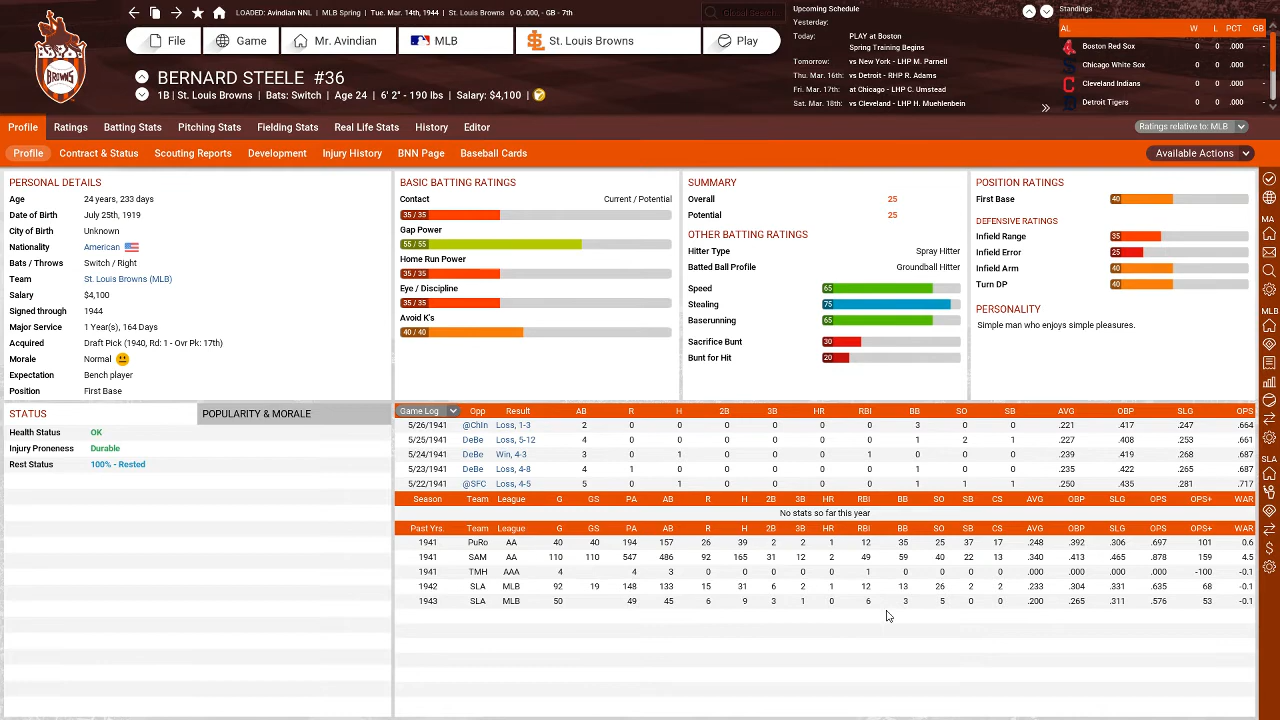 LOADED: Avindian NNL | MLB Spring | Tue. Mar. 14th, 1944 | St. Louis Browns 0-0, .000, - GB - 7th
Global search...
File
Game
Mr. Avindian
MLB
St. Louis Browns
Play
BROWNS
BERNARD STEELE #36
1B | St. Louis Browns | Bats: Switch | Age 24 | 6' 2" - 190 lbs | Salary: $4,100 |
Upcoming Schedule
Yesterday:
Today: PLAY at Boston
Spring Training Begins
Tomorrow: vs New York - LHP M. Parnell
Thu. Mar. 16th: vs Detroit - RHP R. Adams
Fri. Mar. 17th: at Chicago - LHP C. Umstead
Sat. Mar. 18th: vs Cleveland - LHP H. Muehlenbein
Standings
AL W L PCT GB
Boston Red Sox 0 0 .000 -
Chicago White Sox 0 0 .000 -
Cleveland Indians 0 0 .000 -
Detroit Tigers 0 0 .000 -
Profile Ratings Batting Stats Pitching Stats Fielding Stats Real Life Stats History Editor
Ratings relative to: MLB
Profile Contract & Status Scouting Reports Development Injury History BNN Page Baseball Cards
Available Actions
PERSONAL DETAILS
Age 24 years, 233 days
Date of Birth July 25th, 1919
City of Birth Unknown
Nationality American
Bats / Throws Switch / Right
Team St. Louis Browns (MLB)
Salary $4,100
Signed through 1944
Major Service 1 Year(s), 164 Days
Acquired Draft Pick (1940, Rd: 1 - Ovr Pk: 17th)
Morale Normal
Expectation Bench player
Position First Base
BASIC BATTING RATINGS
Contact Current / Potential
35 / 35
Gap Power
55 / 55
Home Run Power
35 / 35
Eye / Discipline
35 / 35
Avoid K's
40 / 40
SUMMARY
Overall 25
Potential 25
OTHER BATTING RATINGS
Hitter Type Spray Hitter
Batted Ball Profile Groundball Hitter
Speed 65
Stealing 75
Baserunning 65
Sacrifice Bunt 30
Bunt for Hit 20
POSITION RATINGS
First Base 40
DEFENSIVE RATINGS
Infield Range 35
Infield Error 25
Infield Arm 40
Turn DP 40
PERSONALITY
Simple man who enjoys simple pleasures.
STATUS
POPULARITY & MORALE
Health Status OK
Injury Proneness Durable
Rest Status 100% - Rested
Game Log Opp Result AB R H 2B 3B HR RBI BB SO SB AVG OBP SLG OPS
5/26/1941 @ChIn Loss, 1-3 2 0 0 0 0 0 0 3 0 0 .221 .417 .247 .664
5/25/1941 DeBe Loss, 5-12 4 0 0 0 0 0 0 1 2 1 .227 .408 .253 .661
5/24/1941 DeBe Win, 4-3 3 0 1 0 0 0 1 0 0 0 .239 .419 .268 .687
5/23/1941 DeBe Loss, 4-8 4 1 0 0 0 0 0 0 0 0 .235 .422 .265 .687
5/22/1941 @SFC Loss, 4-5 5 0 1 0 0 0 0 1 1 1 .250 .435 .281 .717
Season Team League G GS PA AB R H 2B 3B HR RBI BB SO SB CS AVG OBP SLG OPS OPS+ WAR
No stats so far this year
Past Yrs. Team League G GS PA AB R H 2B 3B HR RBI BB SO SB CS AVG OBP SLG OPS OPS+ WAR
1941 PuRo AA 40 40 194 157 26 39 2 2 1 12 35 25 37 17 .248 .392 .306 .697 101 0.6
1941 SAM AA 110 110 547 486 92 165 31 12 2 49 59 40 22 22 .340 .413 .465 .878 159 4.5
1941 TMH AAA 4 4 3 0 0 0 0 0 1 0 0 0 0 .000 .000 .000 .000 -100 -0.1
1942 SLA MLB 92 19 148 133 15 31 6 2 1 12 13 26 2 2 .233 .304 .331 .635 68 -0.1
1943 SLA MLB 50 49 45 6 9 3 1 0 6 3 5 0 0 .200 .265 .311 .576 53 -0.1
MA
MLB
SLA